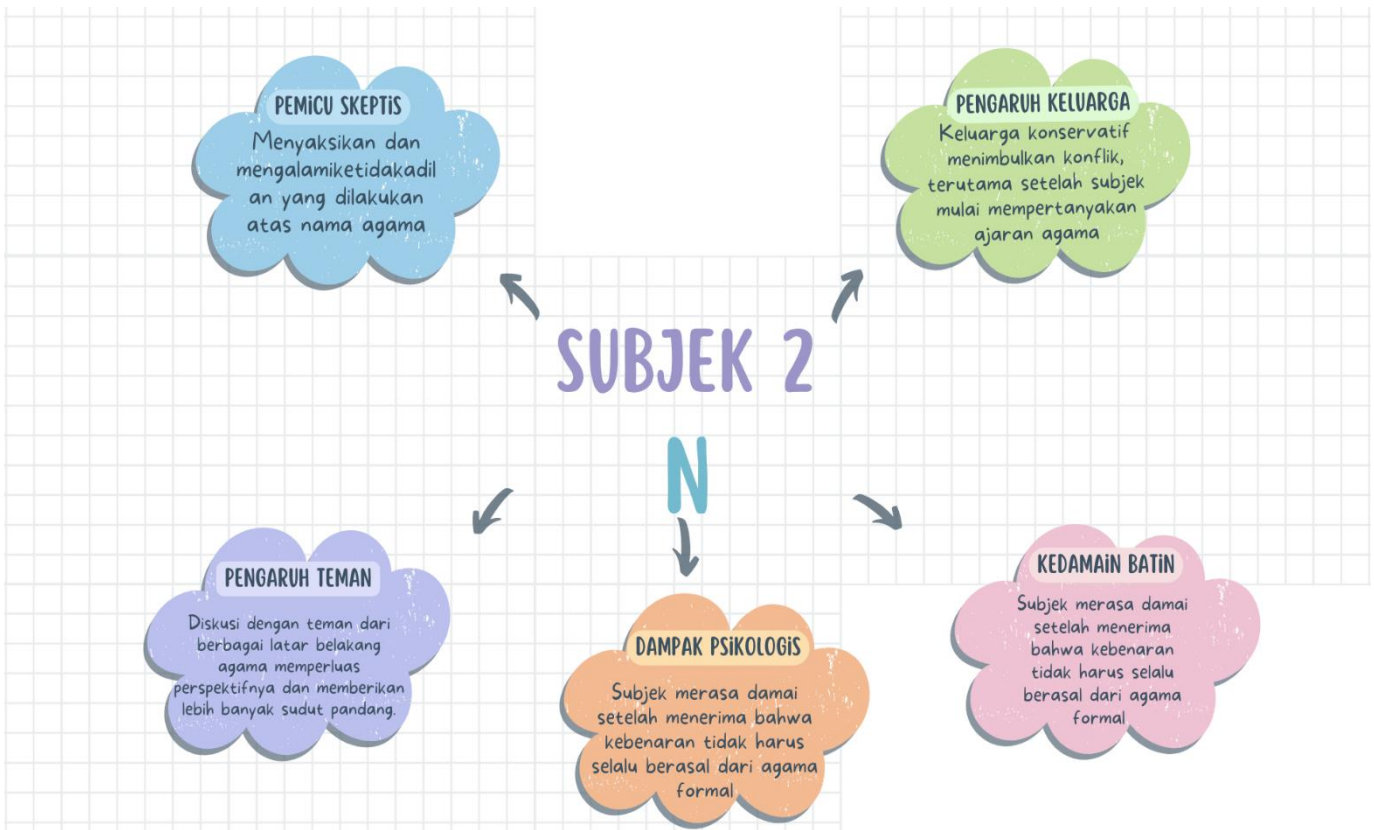 PEMICU SKEPTIS
Menyaksikan dan
mengalamiketidakadil
an yang dilakukan
atas nama agama
PENGARUH KELUARGA
Keluarga konservatif
menimbulkan konflik,
terutama setelah subjek
mulai mempertanyakan
ajaran agama
SUBJEK 2
N
PENGARUH TEMAN
Diskusi dengan teman dari
berbagai latar belakang
agama memperluas
perspektifnya dan memberikan
lebih banyak sudut pandang.
DAMPAK PSIKOLOGIS
Subjek merasa damai
setelah menerima bahwa
kebenaran tidak harus
selalu berasal dari agama
formal
KEDAMAIN BATIN
Subjek merasa damai
setelah menerima
bahwa kebenaran
tidak harus selalu
berasal dari agama
formal